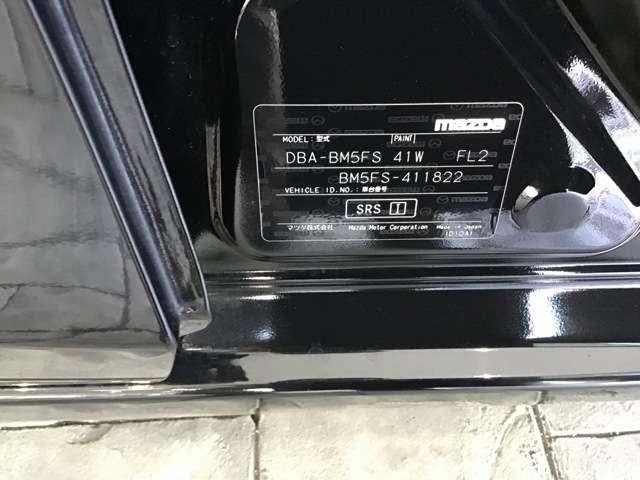 mazda
MODEL: 型式 PAINT
DBA-BM5FS 41W FL2
BM5FS-411822
VEHICLE ID.NO.: 車台番号
SRS
マツダ株式会社 Mazda Motor Corporation Made in Japan
mazda